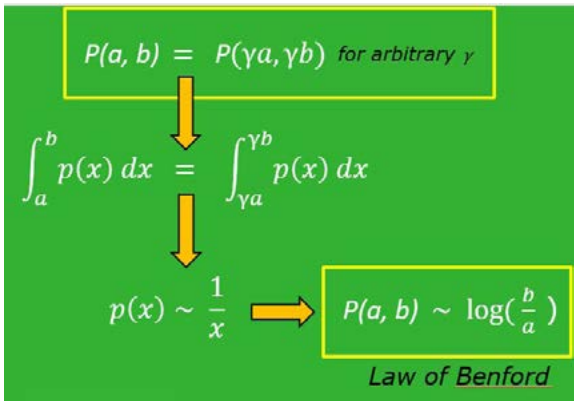 P(a, b) = P(γa, γb) for arbitrary γ
∫_a^b p(x) dx = ∫_γa^γb p(x) dx
p(x) ~ 1/x
P(a, b) ~ log(b/a )
Law of Benford